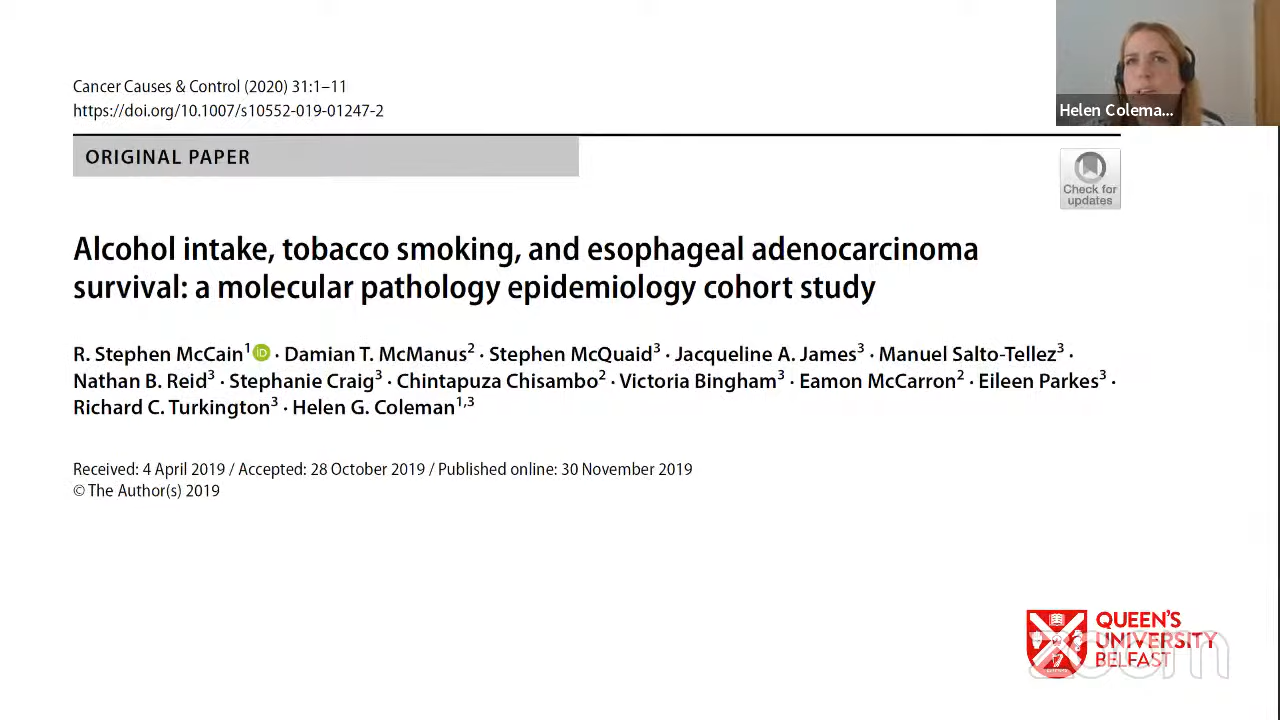 Cancer Causes & Control (2020) 31:1–11
https://doi.org/10.1007/s10552-019-01247-2
Helen Colema...
ORIGINAL PAPER
Check for
updates
Alcohol intake, tobacco smoking, and esophageal adenocarcinoma
survival: a molecular pathology epidemiology cohort study
R. Stephen McCain1 iD · Damian T. McManus2 · Stephen McQuaid3 · Jacqueline A. James3 · Manuel Salto-Tellez3 ·
Nathan B. Reid3 · Stephanie Craig3 · Chintapuza Chisambo2 · Victoria Bingham3 · Eamon McCarron2 · Eileen Parkes3 ·
Richard C. Turkington3 · Helen G. Coleman1,3
Received: 4 April 2019 / Accepted: 28 October 2019 / Published online: 30 November 2019
© The Author(s) 2019
QUEEN'S
UNIVERSITY
BELFAST
zoom